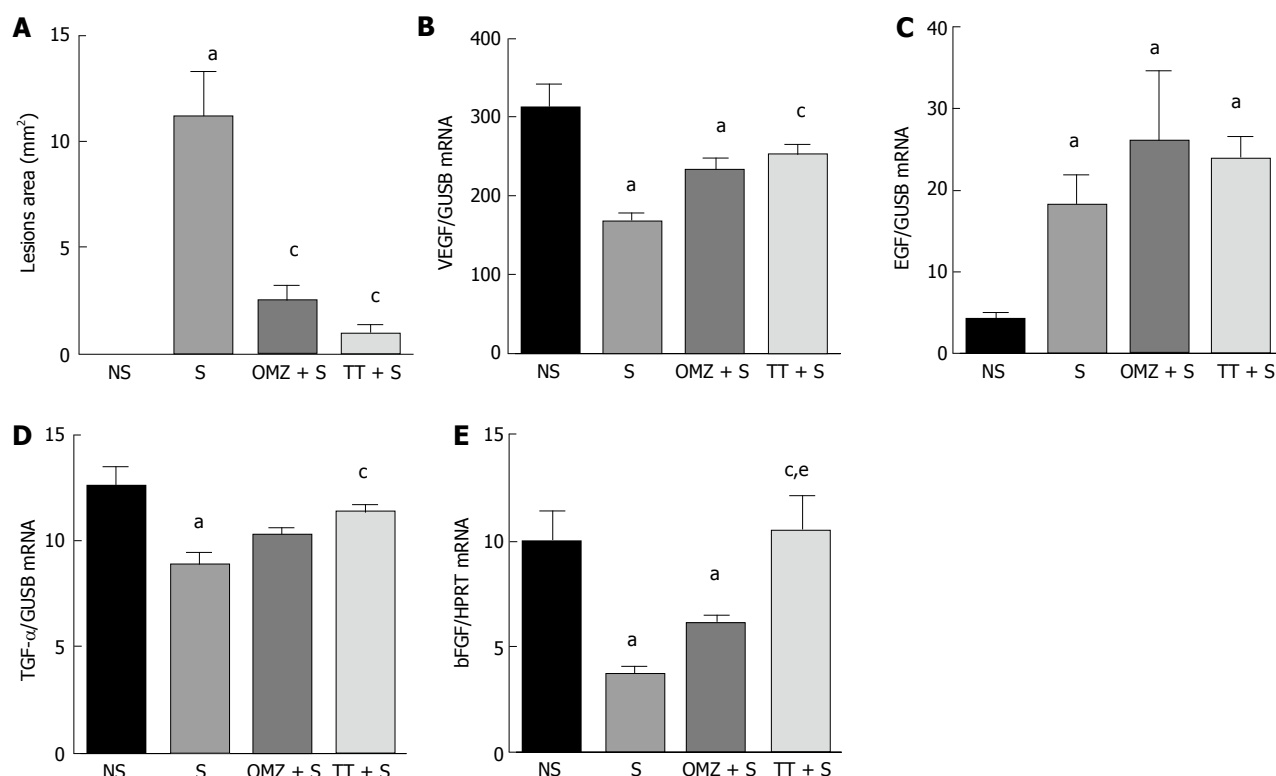 A
Lesions area (mm²)
15
10
5
0
a
c
c
NS S OMZ + S TT + S
B
VEGF/GUSB mRNA
400
300
200
100
0
a
a
c
NS S OMZ + S TT + S
C
EGF/GUSB mRNA
40
30
20
10
0
a
a
a
NS S OMZ + S TT + S
D
TGF-α/GUSB mRNA
15
10
5
0
a
c
NS S OMZ + S TT + S
E
bFGF/HPRT mRNA
15
10
5
0
a
a
c,e
NS S OMZ + S TT + S